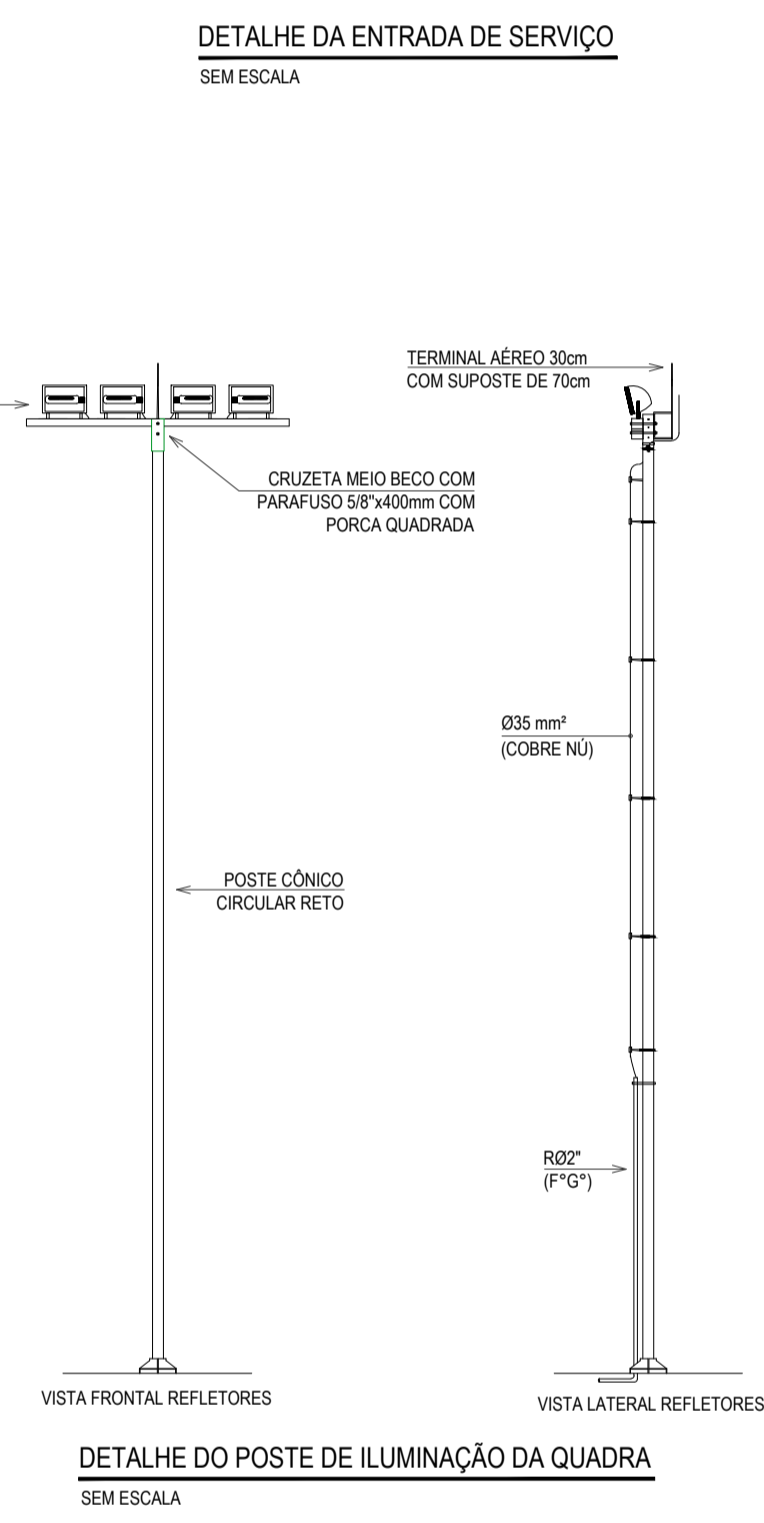 DETALHE DA ENTRADA DE SERVIÇO
SEM ESCALA
TERMINAL AÉREO 30cm
COM SUPOSTE DE 70cm
CRUZETA MEIO BECO COM
PARAFUSO 5/8"x400mm COM
PORCA QUADRADA
Ø35 mm²
(COBRE NÚ)
POSTE CÔNICO
CIRCULAR RETO
RØ2"
(F°G°)
VISTA FRONTAL REFLETORES
VISTA LATERAL REFLETORES
DETALHE DO POSTE DE ILUMINAÇÃO DA QUADRA
SEM ESCALA